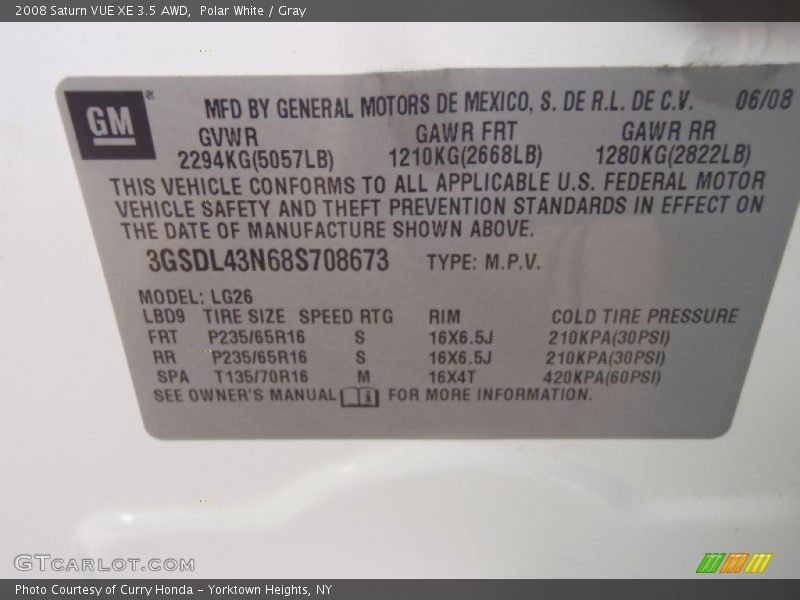 2008 Saturn VUE XE 3.5 AWD, Polar White / Gray
GM® MFD BY GENERAL MOTORS DE MEXICO, S. DE R.L. DE C.V. 06/08
GVWR GAWR FRT GAWR RR
2294KG(5057LB) 1210KG(2668LB) 1280KG(2822LB)
THIS VEHICLE CONFORMS TO ALL APPLICABLE U.S. FEDERAL MOTOR
VEHICLE SAFETY AND THEFT PREVENTION STANDARDS IN EFFECT ON
THE DATE OF MANUFACTURE SHOWN ABOVE.
3GSDL43N68S708673 TYPE: M.P.V.
MODEL: LG26
LBD9 TIRE SIZE SPEED RTG RIM COLD TIRE PRESSURE
FRT P235/65R16 S 16X6.5J 210KPA(30PSI)
RR P235/65R16 S 16X6.5J 210KPA(30PSI)
SPA T135/70R16 M 16X4T 420KPA(60PSI)
SEE OWNER'S MANUAL i FOR MORE INFORMATION.
GTCARLOT.COM
Photo Courtesy of Curry Honda - Yorktown Heights, NY